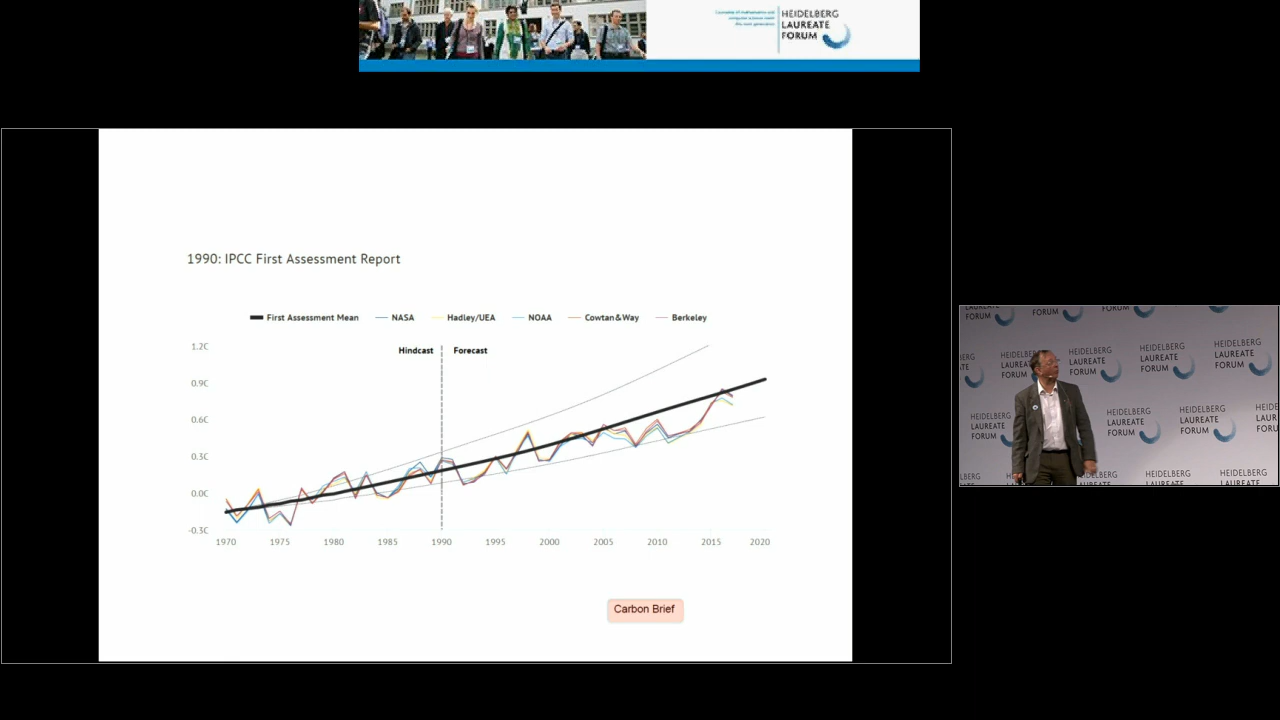 HEIDELBERG
LAUREATE
FORUM
1990: IPCC First Assessment Report
First Assessment Mean NASA Hadley/UEA NOAA Cowtan&Way Berkeley
Hindcast Forecast
1.2C
0.9C
0.6C
0.3C
0.0C
-0.3C
1970 1975 1980 1985 1990 1995 2000 2005 2010 2015 2020
Carbon Brief
HEIDELBERG
LAUREATE
FORUM